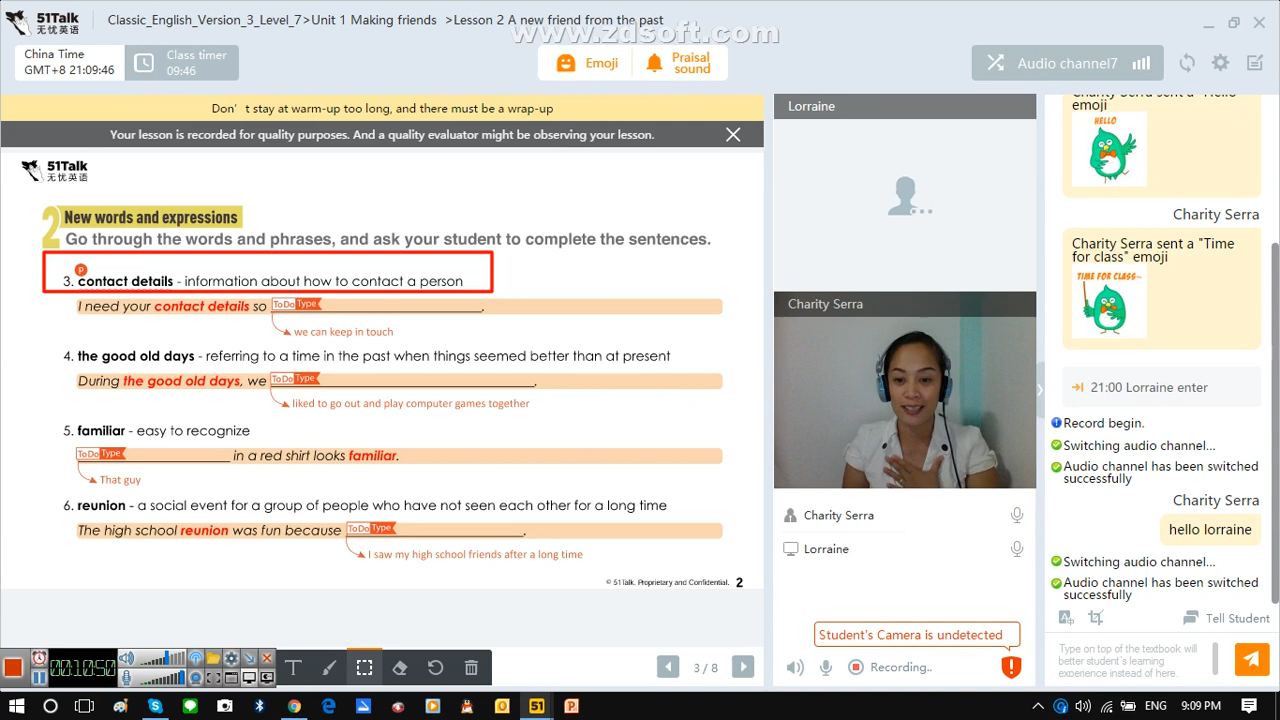 51Talk
无忧英语
Classic_English_Version_3_Level_7>Unit 1 Making friends >Lesson 2 A new friend from the past
www.zdsoft.com
China Time
GMT+8 21:09:46
Class timer
09:46
Emoji
Praisal
sound
Audio channel7
Don't stay at warm-up too long, and there must be a wrap-up
Your lesson is recorded for quality purposes. And a quality evaluator might be observing your lesson.
51Talk
无忧英语
2 New words and expressions
Go through the words and phrases, and ask your student to complete the sentences.
P
3. contact details - information about how to contact a person
I need your contact details so ToDo Type ____.
we can keep in touch
4. the good old days - referring to a time in the past when things seemed better than at present
During the good old days, we ToDo Type ____.
liked to go out and play computer games together
5. familiar - easy to recognize
ToDo Type ____ in a red shirt looks familiar.
That guy
6. reunion - a social event for a group of people who have not seen each other for a long time
The high school reunion was fun because ToDo Type ____.
I saw my high school friends after a long time
© 51Talk. Proprietary and Confidential. 2
00:10:50
T
3 / 8
Lorraine
Charity Serra
Charity Serra
Lorraine
Student's Camera is undetected
Recording..
Charity Serra sent a "Hello"
emoji
HELLO
Charity Serra
Charity Serra sent a "Time
for class" emoji
TIME FOR CLASS~
21:00 Lorraine enter
Record begin.
Switching audio channel...
Audio channel has been switched
successfully
Charity Serra
hello lorraine
Switching audio channel...
Audio channel has been switched
successfully
Tell Student
Type on top of the textbook will
better student's learning
experience instead of here.
51
ENG
9:09 PM